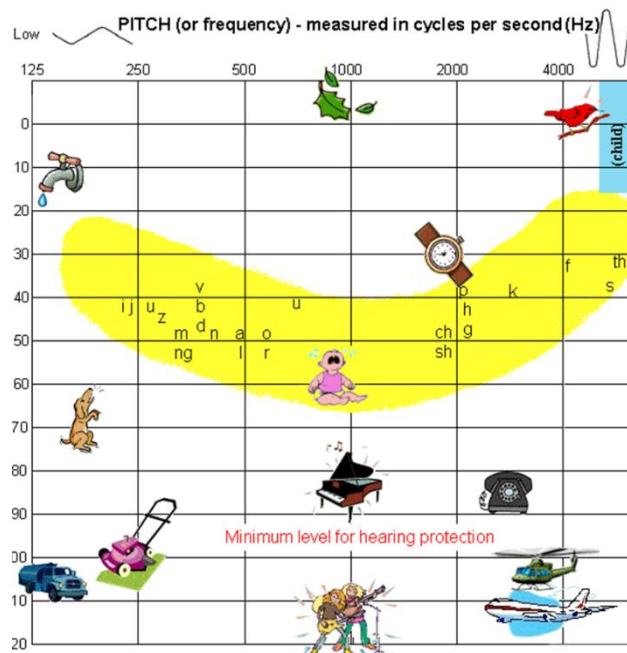 PITCH (or frequency) - measured in cycles per second (Hz)
Low
125 250 500 1000 2000 4000
0
(child)
10
20
30
th
f
v
p
k
s
40
i j u b u h
z
d
g
m n a o ch
50
ng l r sh
60
70
80
90
Minimum level for hearing protection
00
10
20